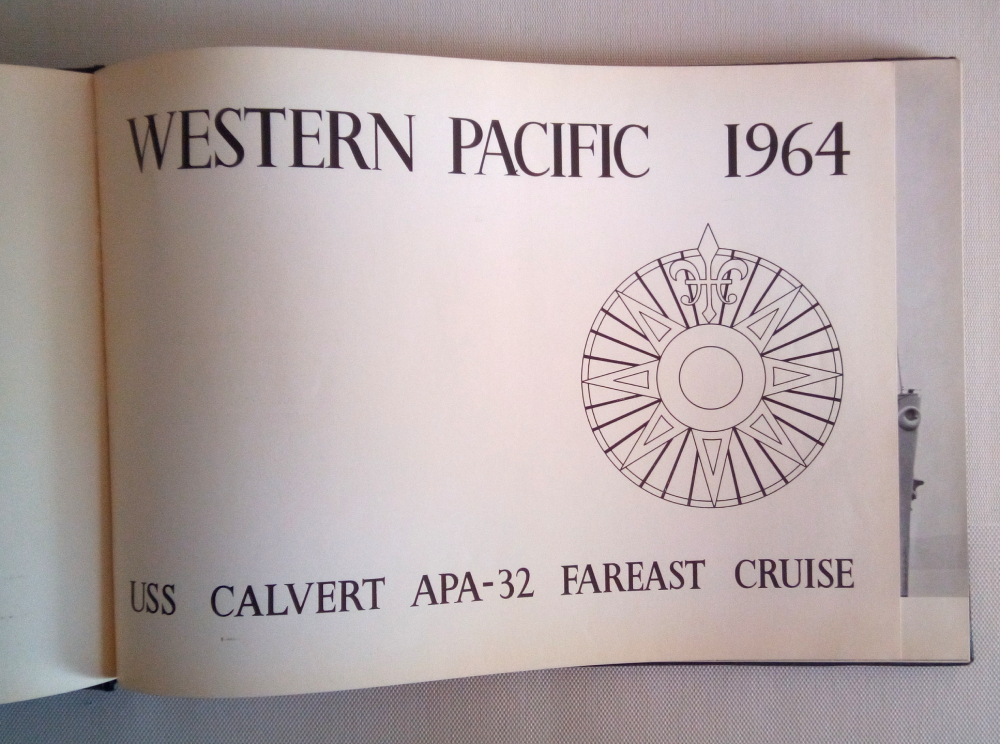 WESTERN PACIFIC 1964
USS CALVERT APA-32 FAREAST CRUISE